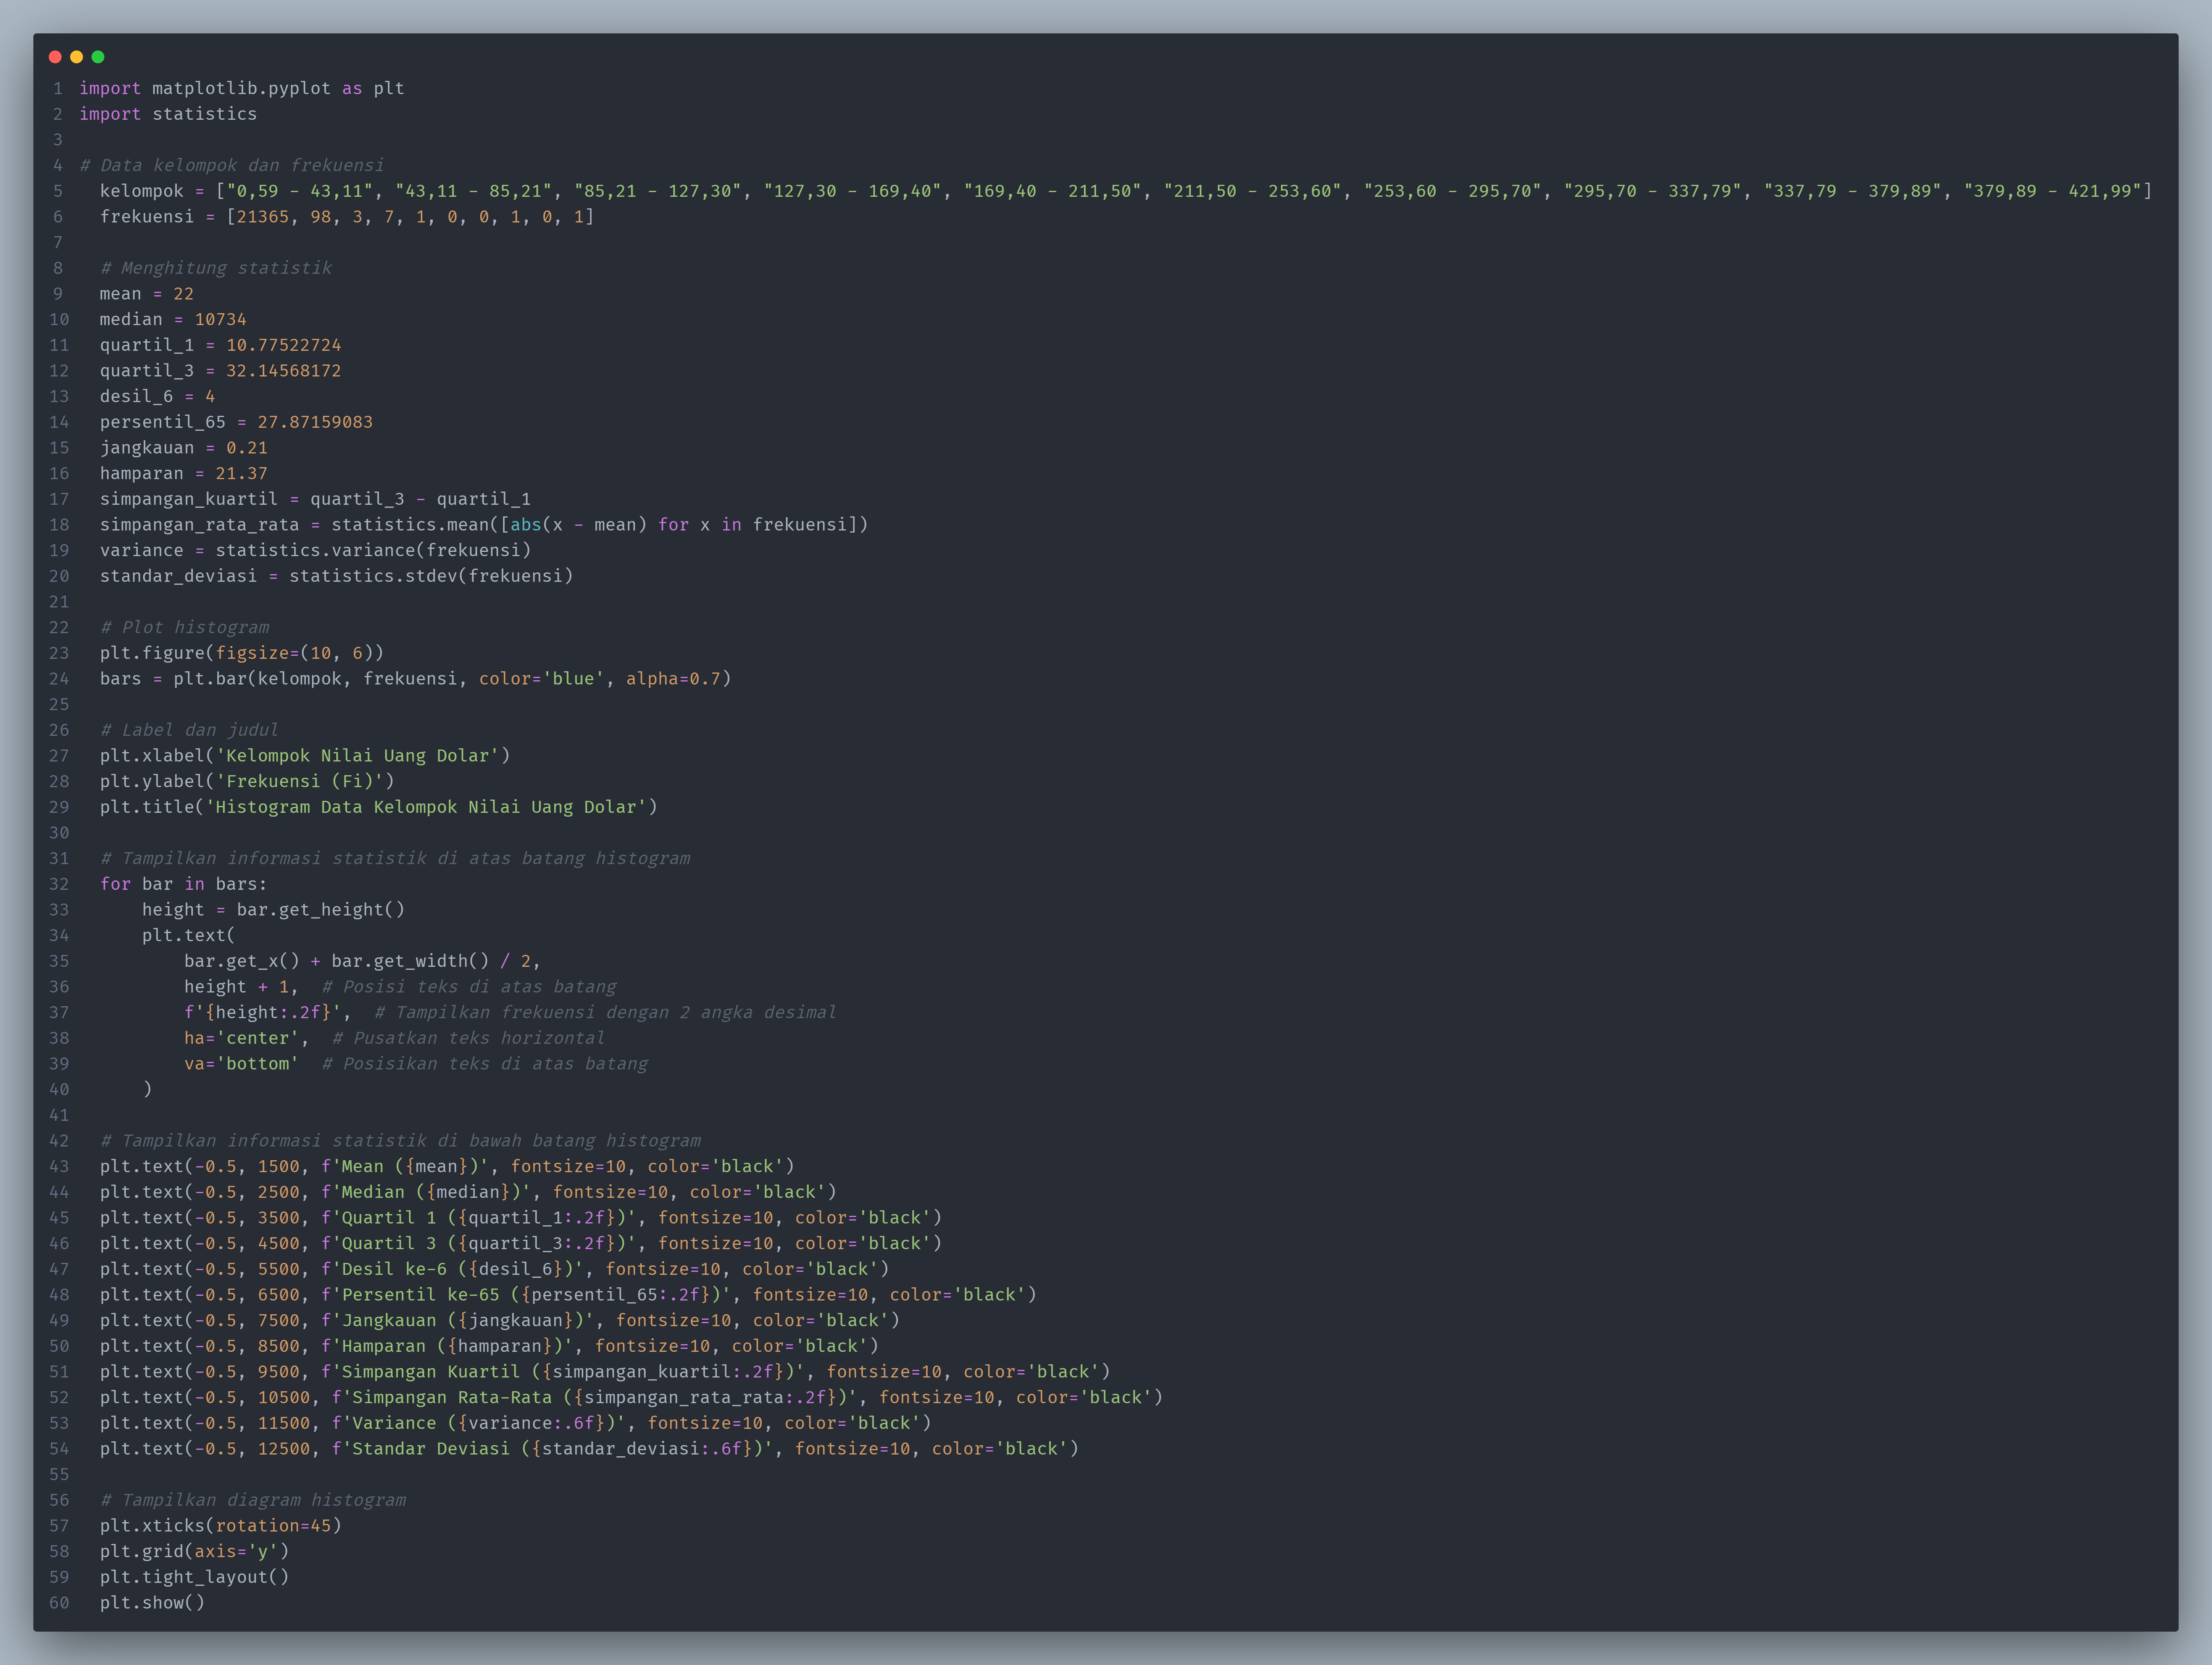 1 import matplotlib.pyplot as plt
2 import statistics
3
4 # Data kelompok dan frekuensi
5   kelompok = ["0,59 - 43,11", "43,11 - 85,21", "85,21 - 127,30", "127,30 - 169,40", "169,40 - 211,50", "211,50 - 253,60", "253,60 - 295,70", "295,70 - 337,79", "337,79 - 379,89", "379,89 - 421,99"]
6   frekuensi = [21365, 98, 3, 7, 1, 0, 0, 1, 0, 1]
7
8   # Menghitung statistik
9   mean = 22
10   median = 10734
11   quartil_1 = 10.77522724
12   quartil_3 = 32.14568172
13   desil_6 = 4
14   persentil_65 = 27.87159083
15   jangkauan = 0.21
16   hamparan = 21.37
17   simpangan_kuartil = quartil_3 - quartil_1
18   simpangan_rata_rata = statistics.mean([abs(x - mean) for x in frekuensi])
19   variance = statistics.variance(frekuensi)
20   standar_deviasi = statistics.stdev(frekuensi)
21
22   # Plot histogram
23   plt.figure(figsize=(10, 6))
24   bars = plt.bar(kelompok, frekuensi, color='blue', alpha=0.7)
25
26   # Label dan judul
27   plt.xlabel('Kelompok Nilai Uang Dolar')
28   plt.ylabel('Frekuensi (Fi)')
29   plt.title('Histogram Data Kelompok Nilai Uang Dolar')
30
31   # Tampilkan informasi statistik di atas batang histogram
32   for bar in bars:
33       height = bar.get_height()
34       plt.text(
35           bar.get_x() + bar.get_width() / 2,
36           height + 1,  # Posisi teks di atas batang
37           f'{height:.2f}',  # Tampilkan frekuensi dengan 2 angka desimal
38           ha='center',  # Pusatkan teks horizontal
39           va='bottom'  # Posisikan teks di atas batang
40       )
41
42   # Tampilkan informasi statistik di bawah batang histogram
43   plt.text(-0.5, 1500, f'Mean ({mean})', fontsize=10, color='black')
44   plt.text(-0.5, 2500, f'Median ({median})', fontsize=10, color='black')
45   plt.text(-0.5, 3500, f'Quartil 1 ({quartil_1:.2f})', fontsize=10, color='black')
46   plt.text(-0.5, 4500, f'Quartil 3 ({quartil_3:.2f})', fontsize=10, color='black')
47   plt.text(-0.5, 5500, f'Desil ke-6 ({desil_6})', fontsize=10, color='black')
48   plt.text(-0.5, 6500, f'Persentil ke-65 ({persentil_65:.2f})', fontsize=10, color='black')
49   plt.text(-0.5, 7500, f'Jangkauan ({jangkauan})', fontsize=10, color='black')
50   plt.text(-0.5, 8500, f'Hamparan ({hamparan})', fontsize=10, color='black')
51   plt.text(-0.5, 9500, f'Simpangan Kuartil ({simpangan_kuartil:.2f})', fontsize=10, color='black')
52   plt.text(-0.5, 10500, f'Simpangan Rata-Rata ({simpangan_rata_rata:.2f})', fontsize=10, color='black')
53   plt.text(-0.5, 11500, f'Variance ({variance:.6f})', fontsize=10, color='black')
54   plt.text(-0.5, 12500, f'Standar Deviasi ({standar_deviasi:.6f})', fontsize=10, color='black')
55
56   # Tampilkan diagram histogram
57   plt.xticks(rotation=45)
58   plt.grid(axis='y')
59   plt.tight_layout()
60   plt.show()